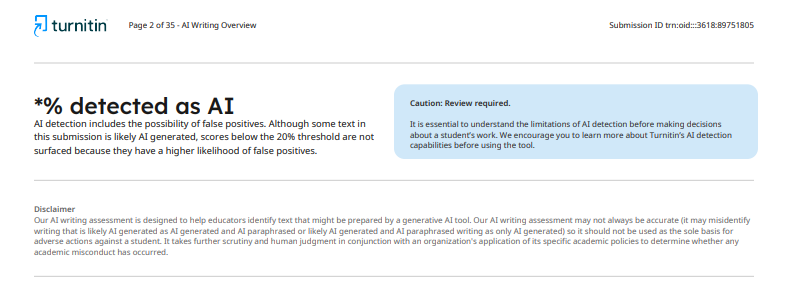 turnitin Page 2 of 35 - AI Writing Overview Submission ID trn:oid:::3618:89751805
*% detected as AI
AI detection includes the possibility of false positives. Although some text in
this submission is likely AI generated, scores below the 20% threshold are not
surfaced because they have a higher likelihood of false positives.
Caution: Review required.
It is essential to understand the limitations of AI detection before making decisions
about a student's work. We encourage you to learn more about Turnitin's AI detection
capabilities before using the tool.
Disclaimer
Our AI writing assessment is designed to help educators identify text that might be prepared by a generative AI tool. Our AI writing assessment may not always be accurate (it may misidentify
writing that is likely AI generated as AI generated and AI paraphrased or likely AI generated and AI paraphrased writing as only AI generated) so it should not be used as the sole basis for
adverse actions against a student. It takes further scrutiny and human judgment in conjunction with an organization's application of its specific academic policies to determine whether any
academic misconduct has occurred.